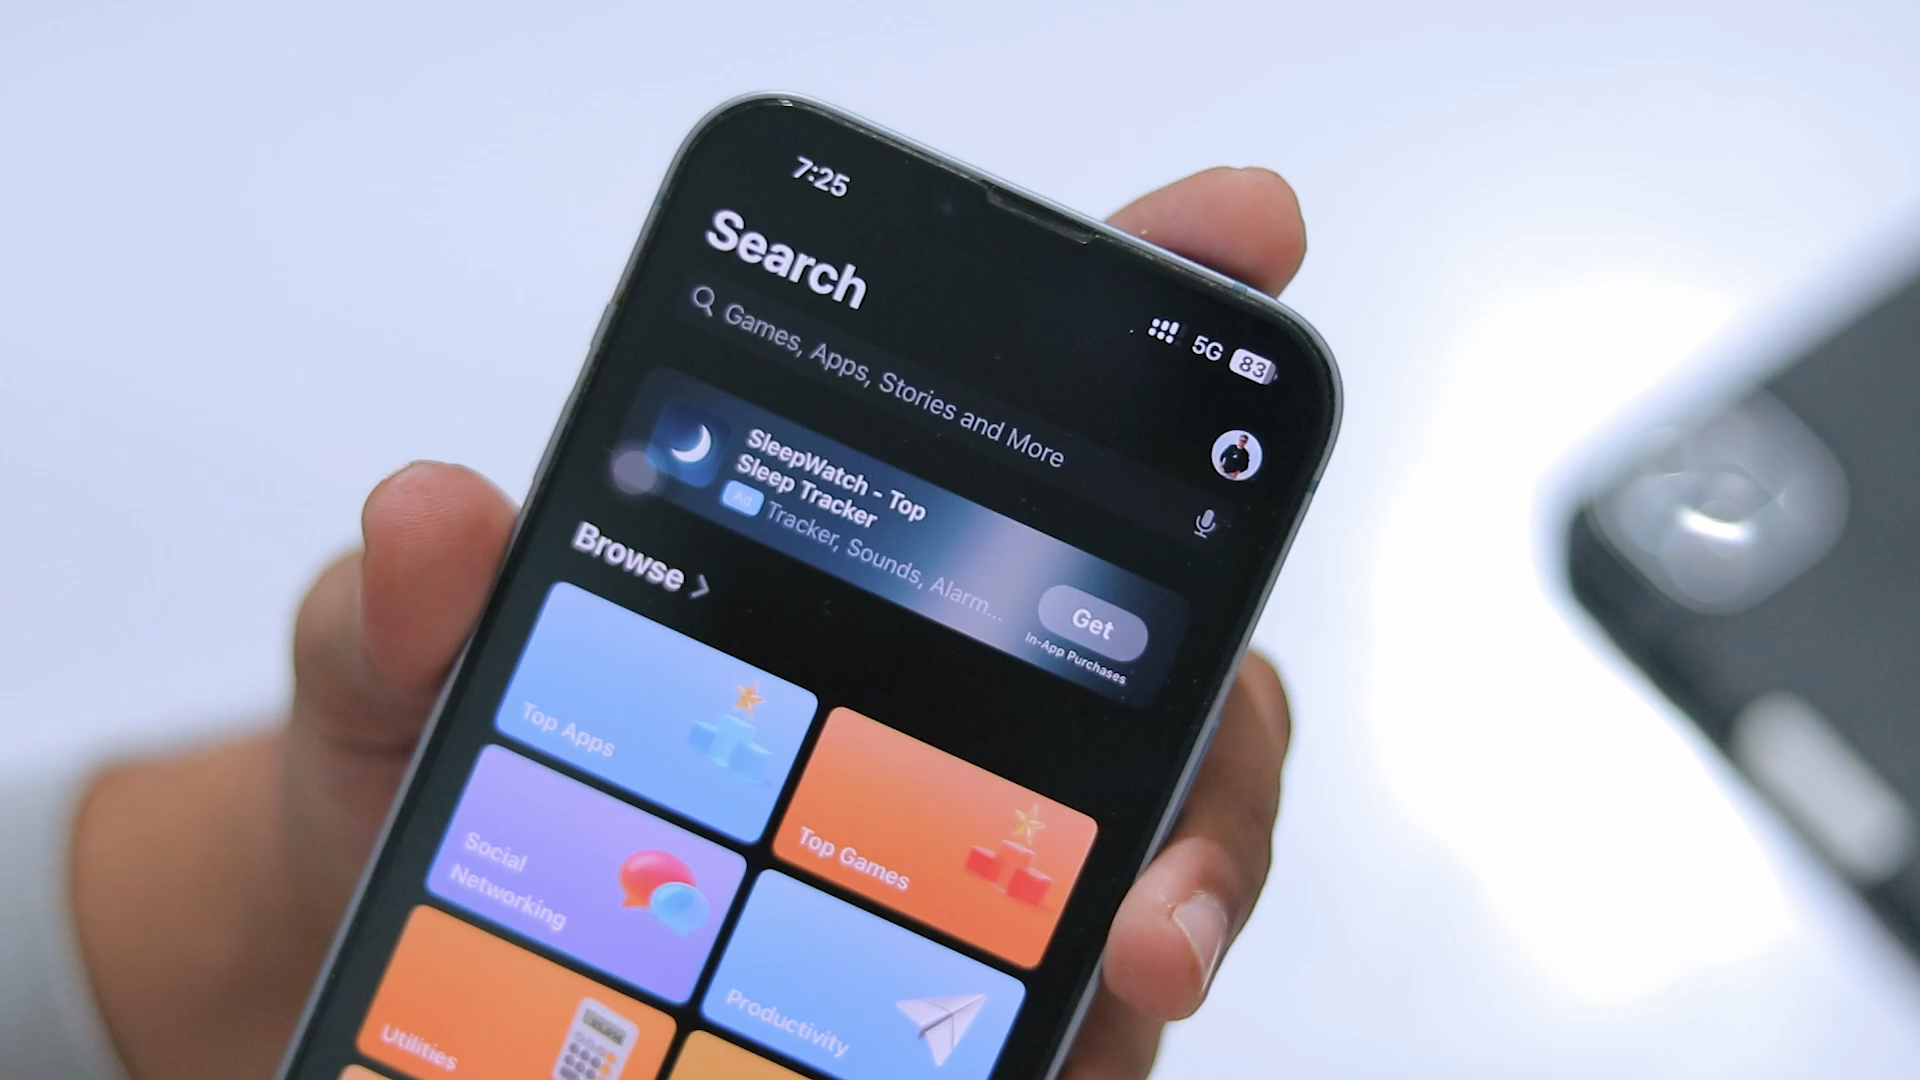 7:25
5G 83
Search
Games, Apps, Stories and More
SleepWatch - Top
Sleep Tracker
Ad Tracker, Sounds, Alarm...
Get
In-App Purchases
Browse
Top Apps
Top Games
Social
Networking
Productivity
Utilities